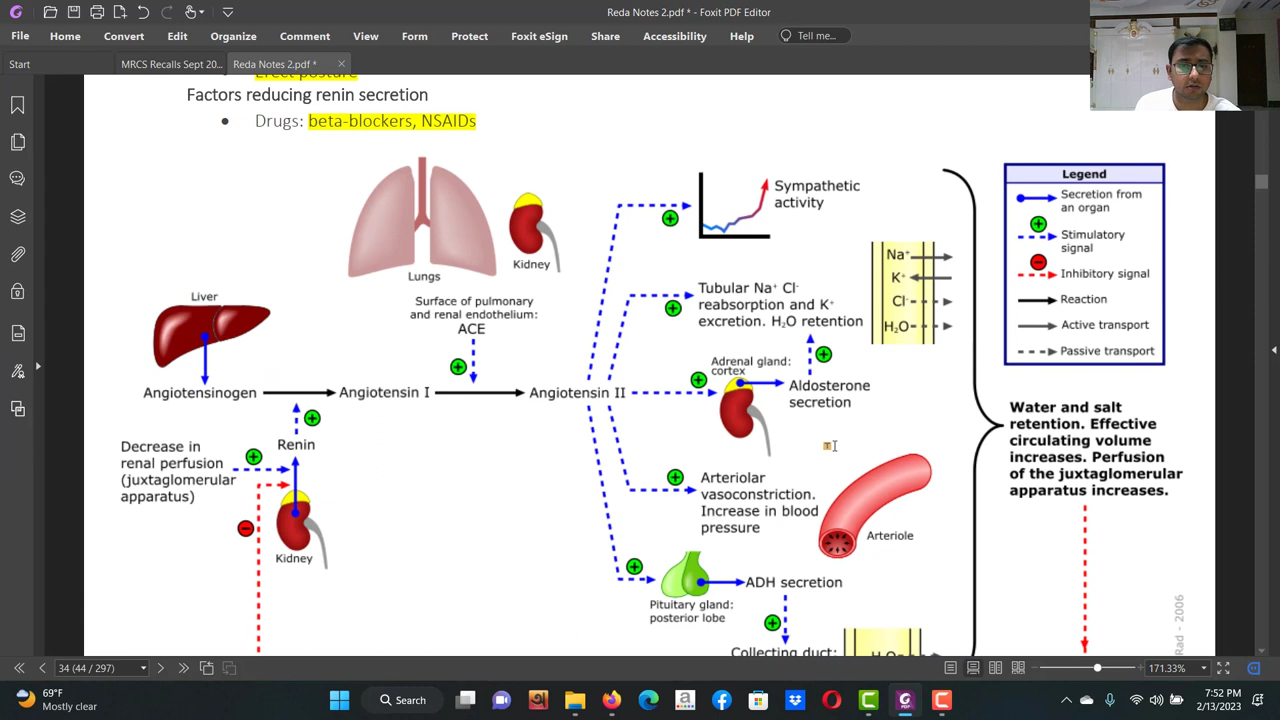 Reda Notes 2.pdf * - Foxit PDF Editor
File Home Convert Edit Organize Comment View Form Protect Foxit eSign Share Accessibility Help Tell me...
Start MRCS Recalls Sept 20... Reda Notes 2.pdf *
Erect posture
Factors reducing renin secretion
● Drugs: beta-blockers, NSAIDs
Lungs
Kidney
Surface of pulmonary
and renal endothelium:
ACE
Liver
Angiotensinogen
Angiotensin I
Angiotensin II
Renin
Decrease in
renal perfusion
(juxtaglomerular
apparatus)
Kidney
Sympathetic
activity
Tubular Na+ Cl-
reabsorption and K+
excretion. H2O retention
Adrenal gland:
cortex
Aldosterone
secretion
Arteriolar
vasoconstriction.
Increase in blood
pressure
Arteriole
Pituitary gland:
posterior lobe
ADH secretion
Collecting duct:
H2O
Na+
K+
Cl-
H2O
Legend
Secretion from
an organ
Stimulatory
signal
Inhibitory signal
Reaction
Active transport
Passive transport
Water and salt
retention. Effective
circulating volume
increases. Perfusion
of the juxtaglomerular
apparatus increases.
Rad - 2006
34 (44 / 297)
171.33%
69°F
Mostly clear
Search
7:52 PM
2/13/2023